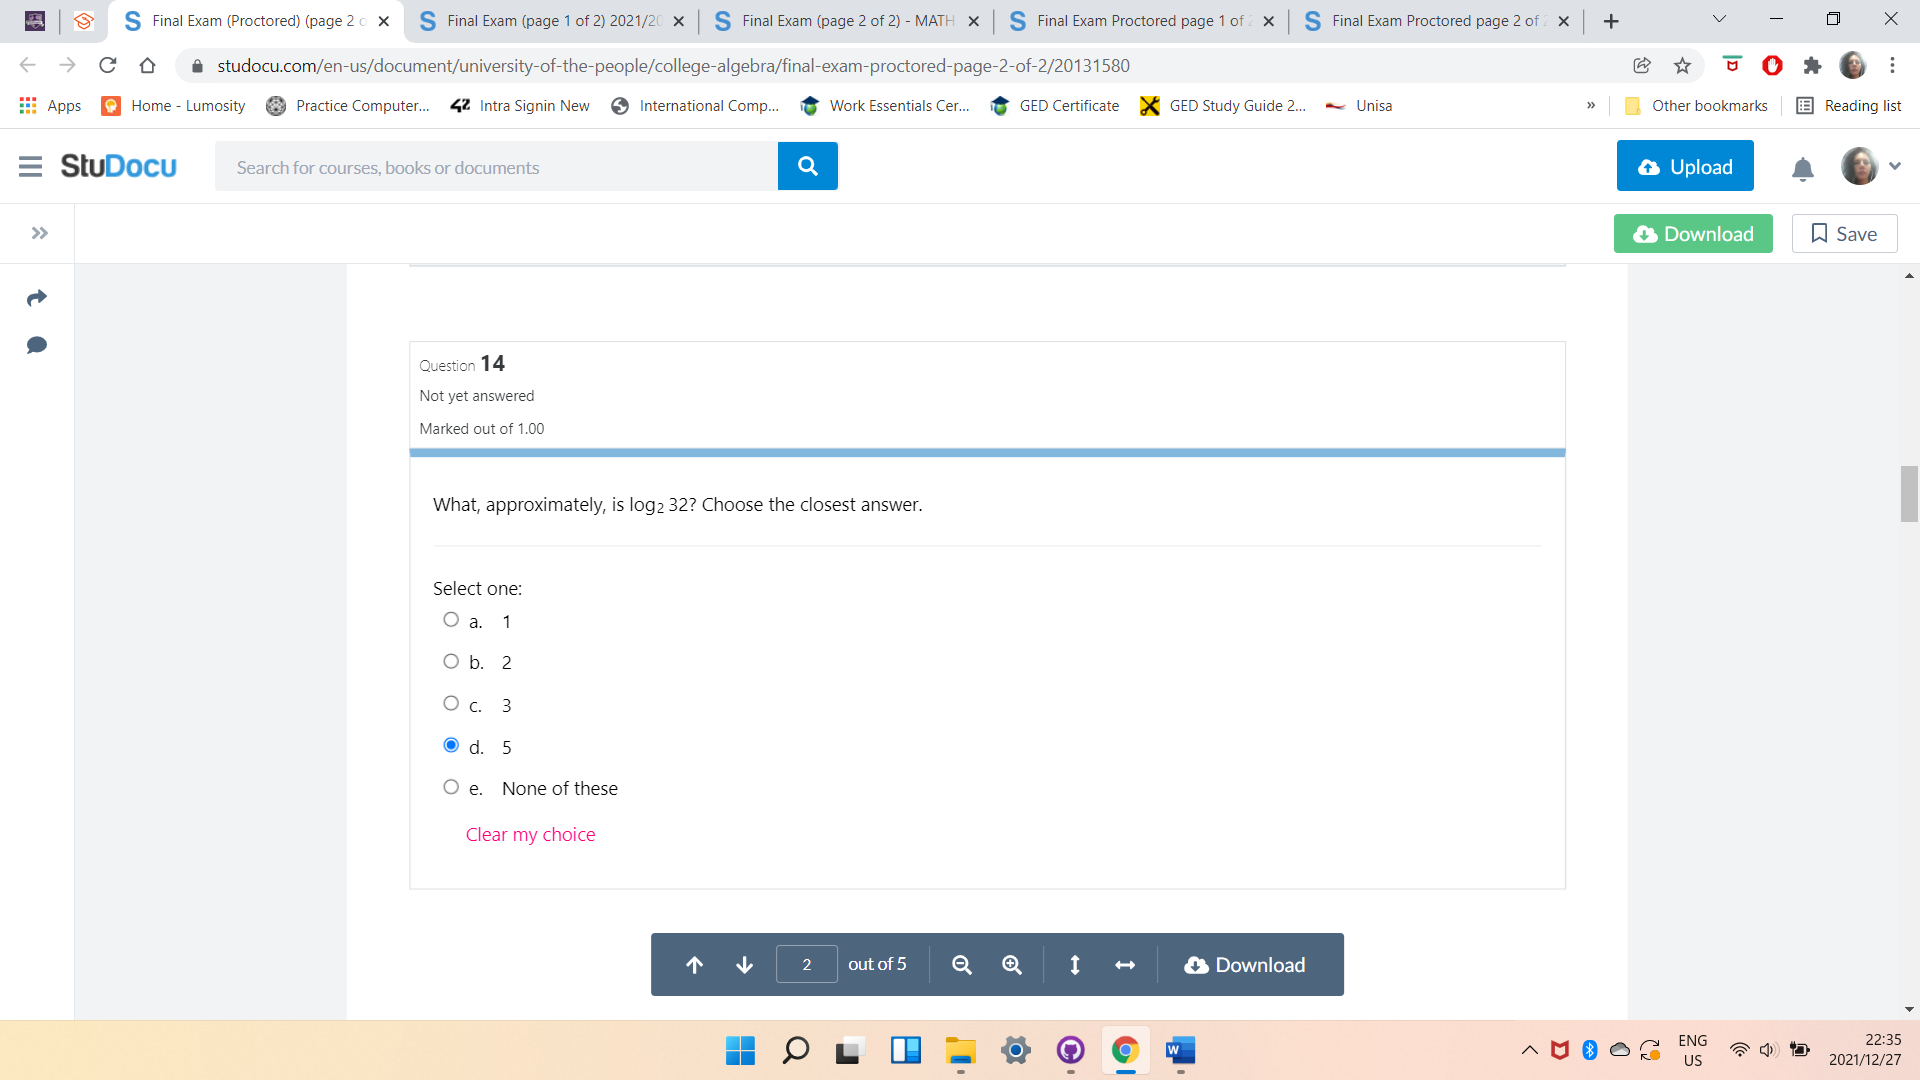 Final Exam (Proctored) (page 2 o
Final Exam (page 1 of 2) 2021/20
Final Exam (page 2 of 2) - MATH
Final Exam Proctored page 1 of 2
Final Exam Proctored page 2 of 2
studocu.com/en-us/document/university-of-the-people/college-algebra/final-exam-proctored-page-2-of-2/20131580
Apps
Home - Lumosity
Practice Computer...
Intra Signin New
International Comp...
Work Essentials Cer...
GED Certificate
GED Study Guide 2...
Unisa
»
Other bookmarks
Reading list
StuDocu
Search for courses, books or documents
Upload
Download
Save
Question 14
Not yet answered
Marked out of 1.00
What, approximately, is log₂ 32? Choose the closest answer.
Select one:
a. 1
b. 2
c. 3
d. 5
e. None of these
Clear my choice
2 out of 5
Download
ENG
US
22:35
2021/12/27